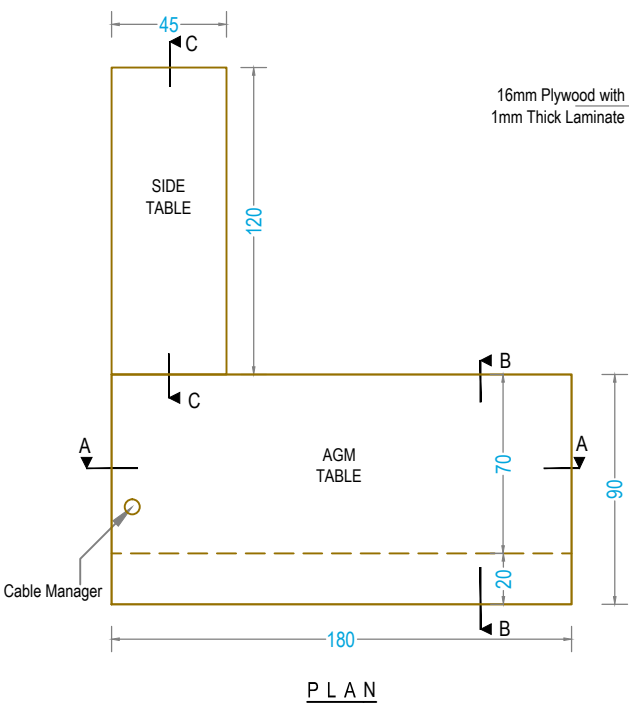 45
C
16mm Plywood with
1mm Thick Laminate
SIDE
TABLE
120
B
C
A
A
AGM
TABLE
70
90
20
Cable Manager
B
180
PLAN